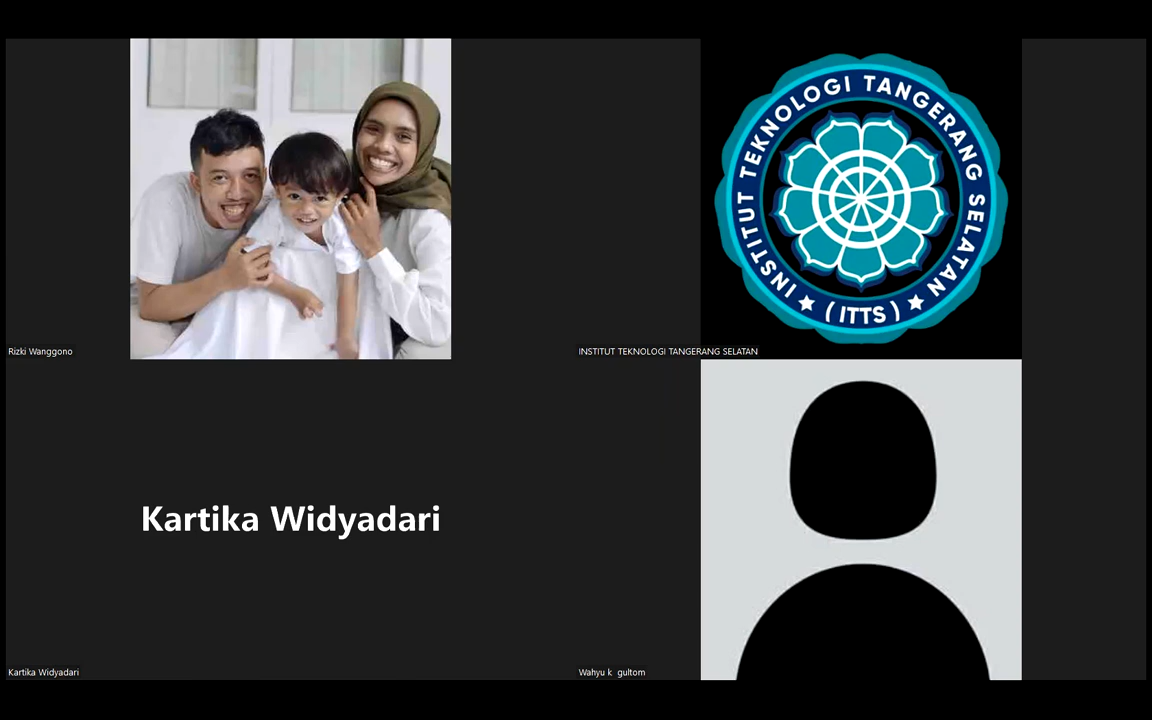 INSTITUT TEKNOLOGI TANGERANG SELATAN
( ITTS )
Rizki Wanggono
INSTITUT TEKNOLOGI TANGERANG SELATAN
Kartika Widyadari
Kartika Widyadari
Wahyu k gultom